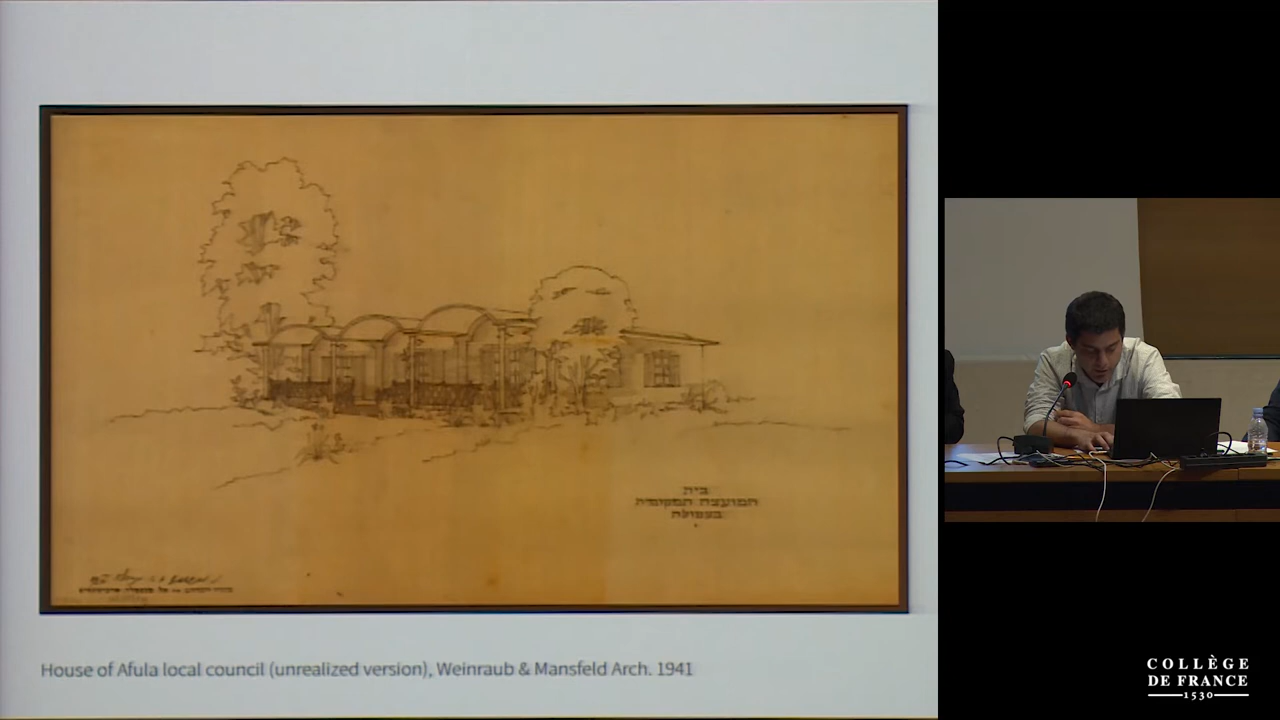 בית
המועצה המקומית
בעפולה
House of Afula local council (unrealized version), Weinraub & Mansfeld Arch. 1941
COLLÈGE
DE FRANCE
1530